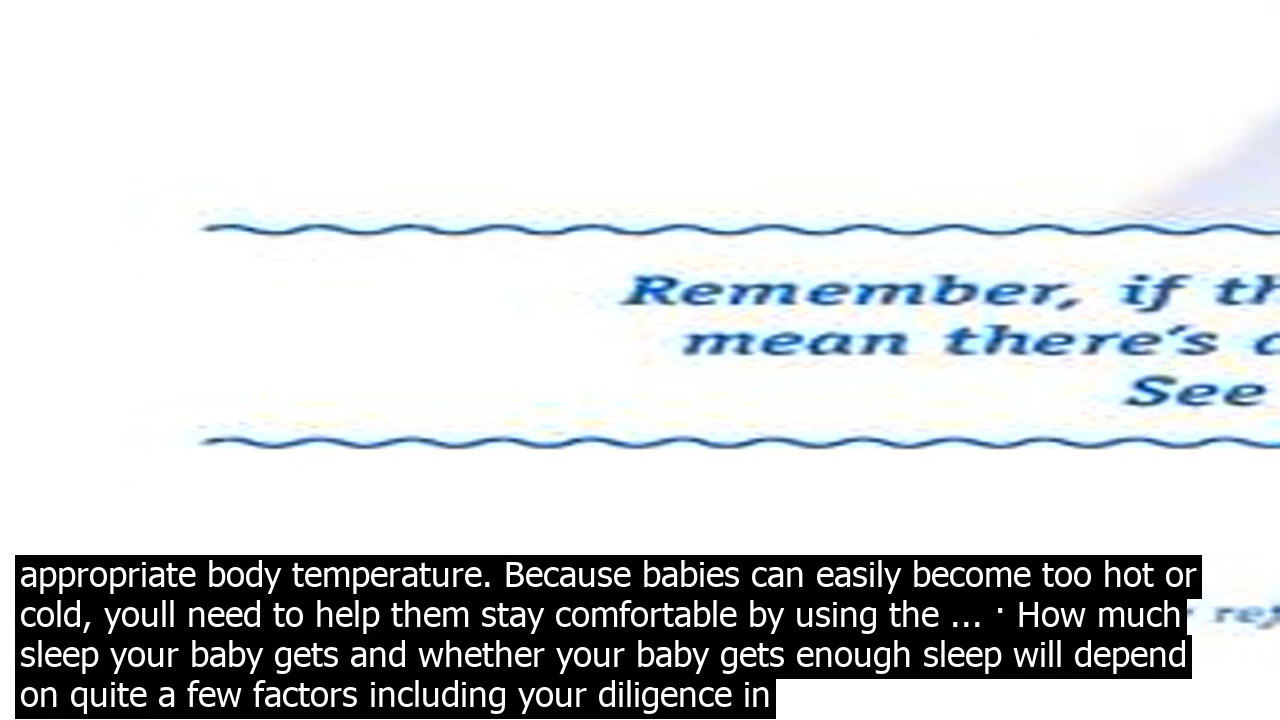 Remember, if th
mean there's
See
appropriate body temperature. Because babies can easily become too hot or
cold, youll need to help them stay comfortable by using the ... · How much
sleep your baby gets and whether your baby gets enough sleep will depend
on quite a few factors including your diligence in